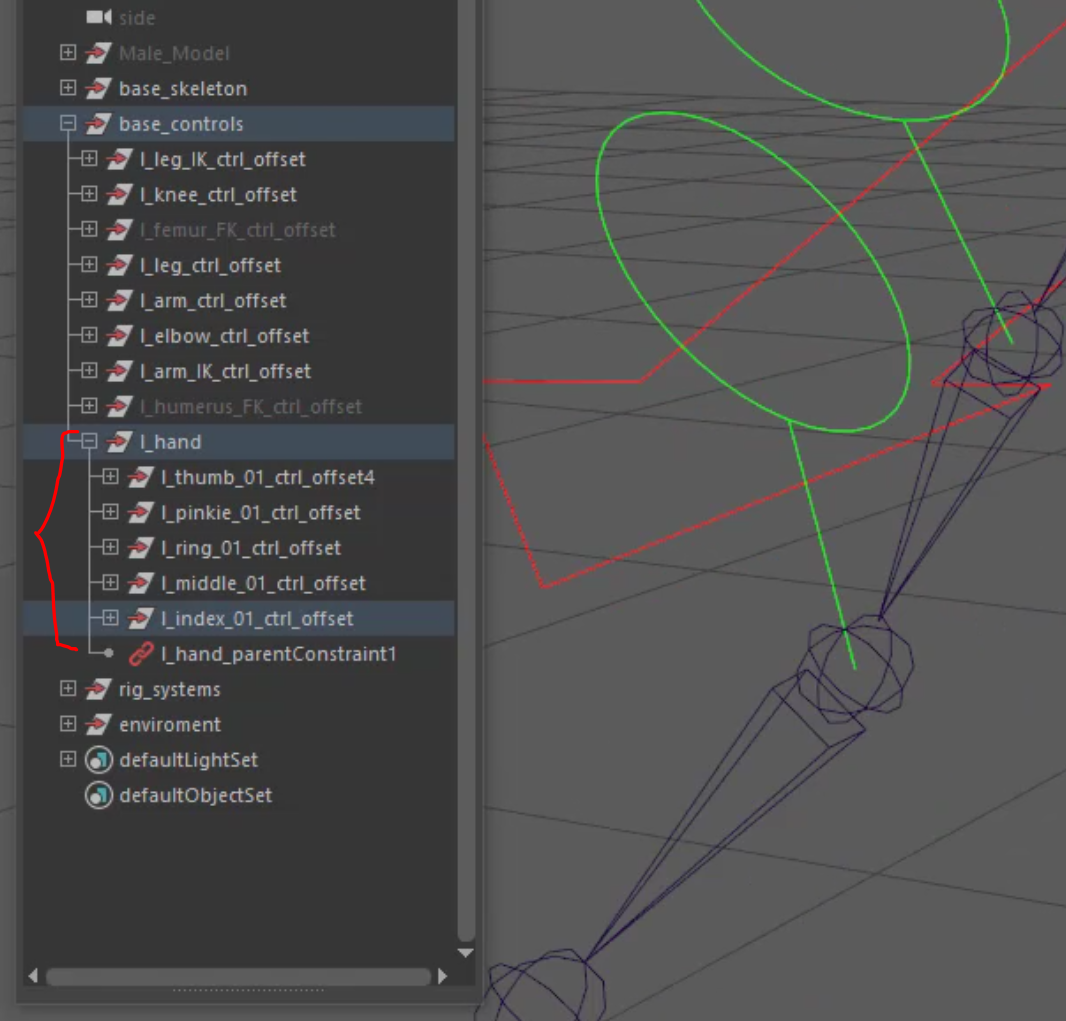 side
Male_Model
base_skeleton
base_controls
l_leg_IK_ctrl_offset
l_knee_ctrl_offset
l_femur_FK_ctrl_offset
l_leg_ctrl_offset
l_arm_ctrl_offset
l_elbow_ctrl_offset
l_arm_IK_ctrl_offset
l_humerus_FK_ctrl_offset
l_hand
l_thumb_01_ctrl_offset4
l_pinkie_01_ctrl_offset
l_ring_01_ctrl_offset
l_middle_01_ctrl_offset
l_index_01_ctrl_offset
l_hand_parentConstraint1
rig_systems
enviroment
defaultLightSet
defaultObjectSet